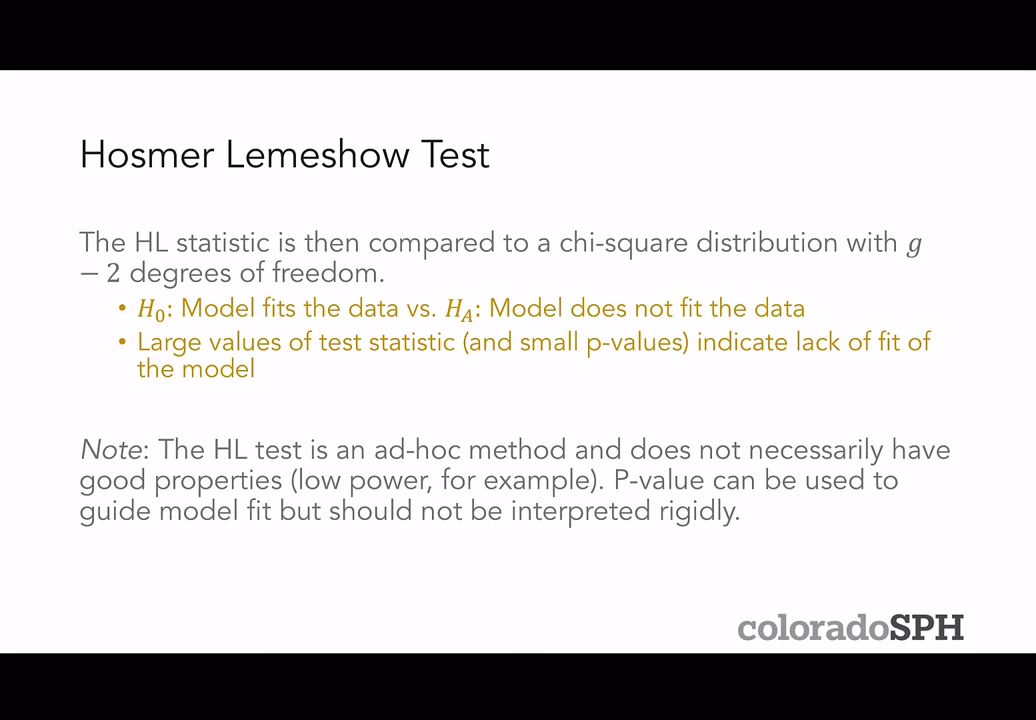 Hosmer Lemeshow Test
The HL statistic is then compared to a chi-square distribution with g
− 2 degrees of freedom.
• H₀: Model fits the data vs. H_A: Model does not fit the data
• Large values of test statistic (and small p-values) indicate lack of fit of
the model
Note: The HL test is an ad-hoc method and does not necessarily have
good properties (low power, for example). P-value can be used to
guide model fit but should not be interpreted rigidly.
coloradoSPH